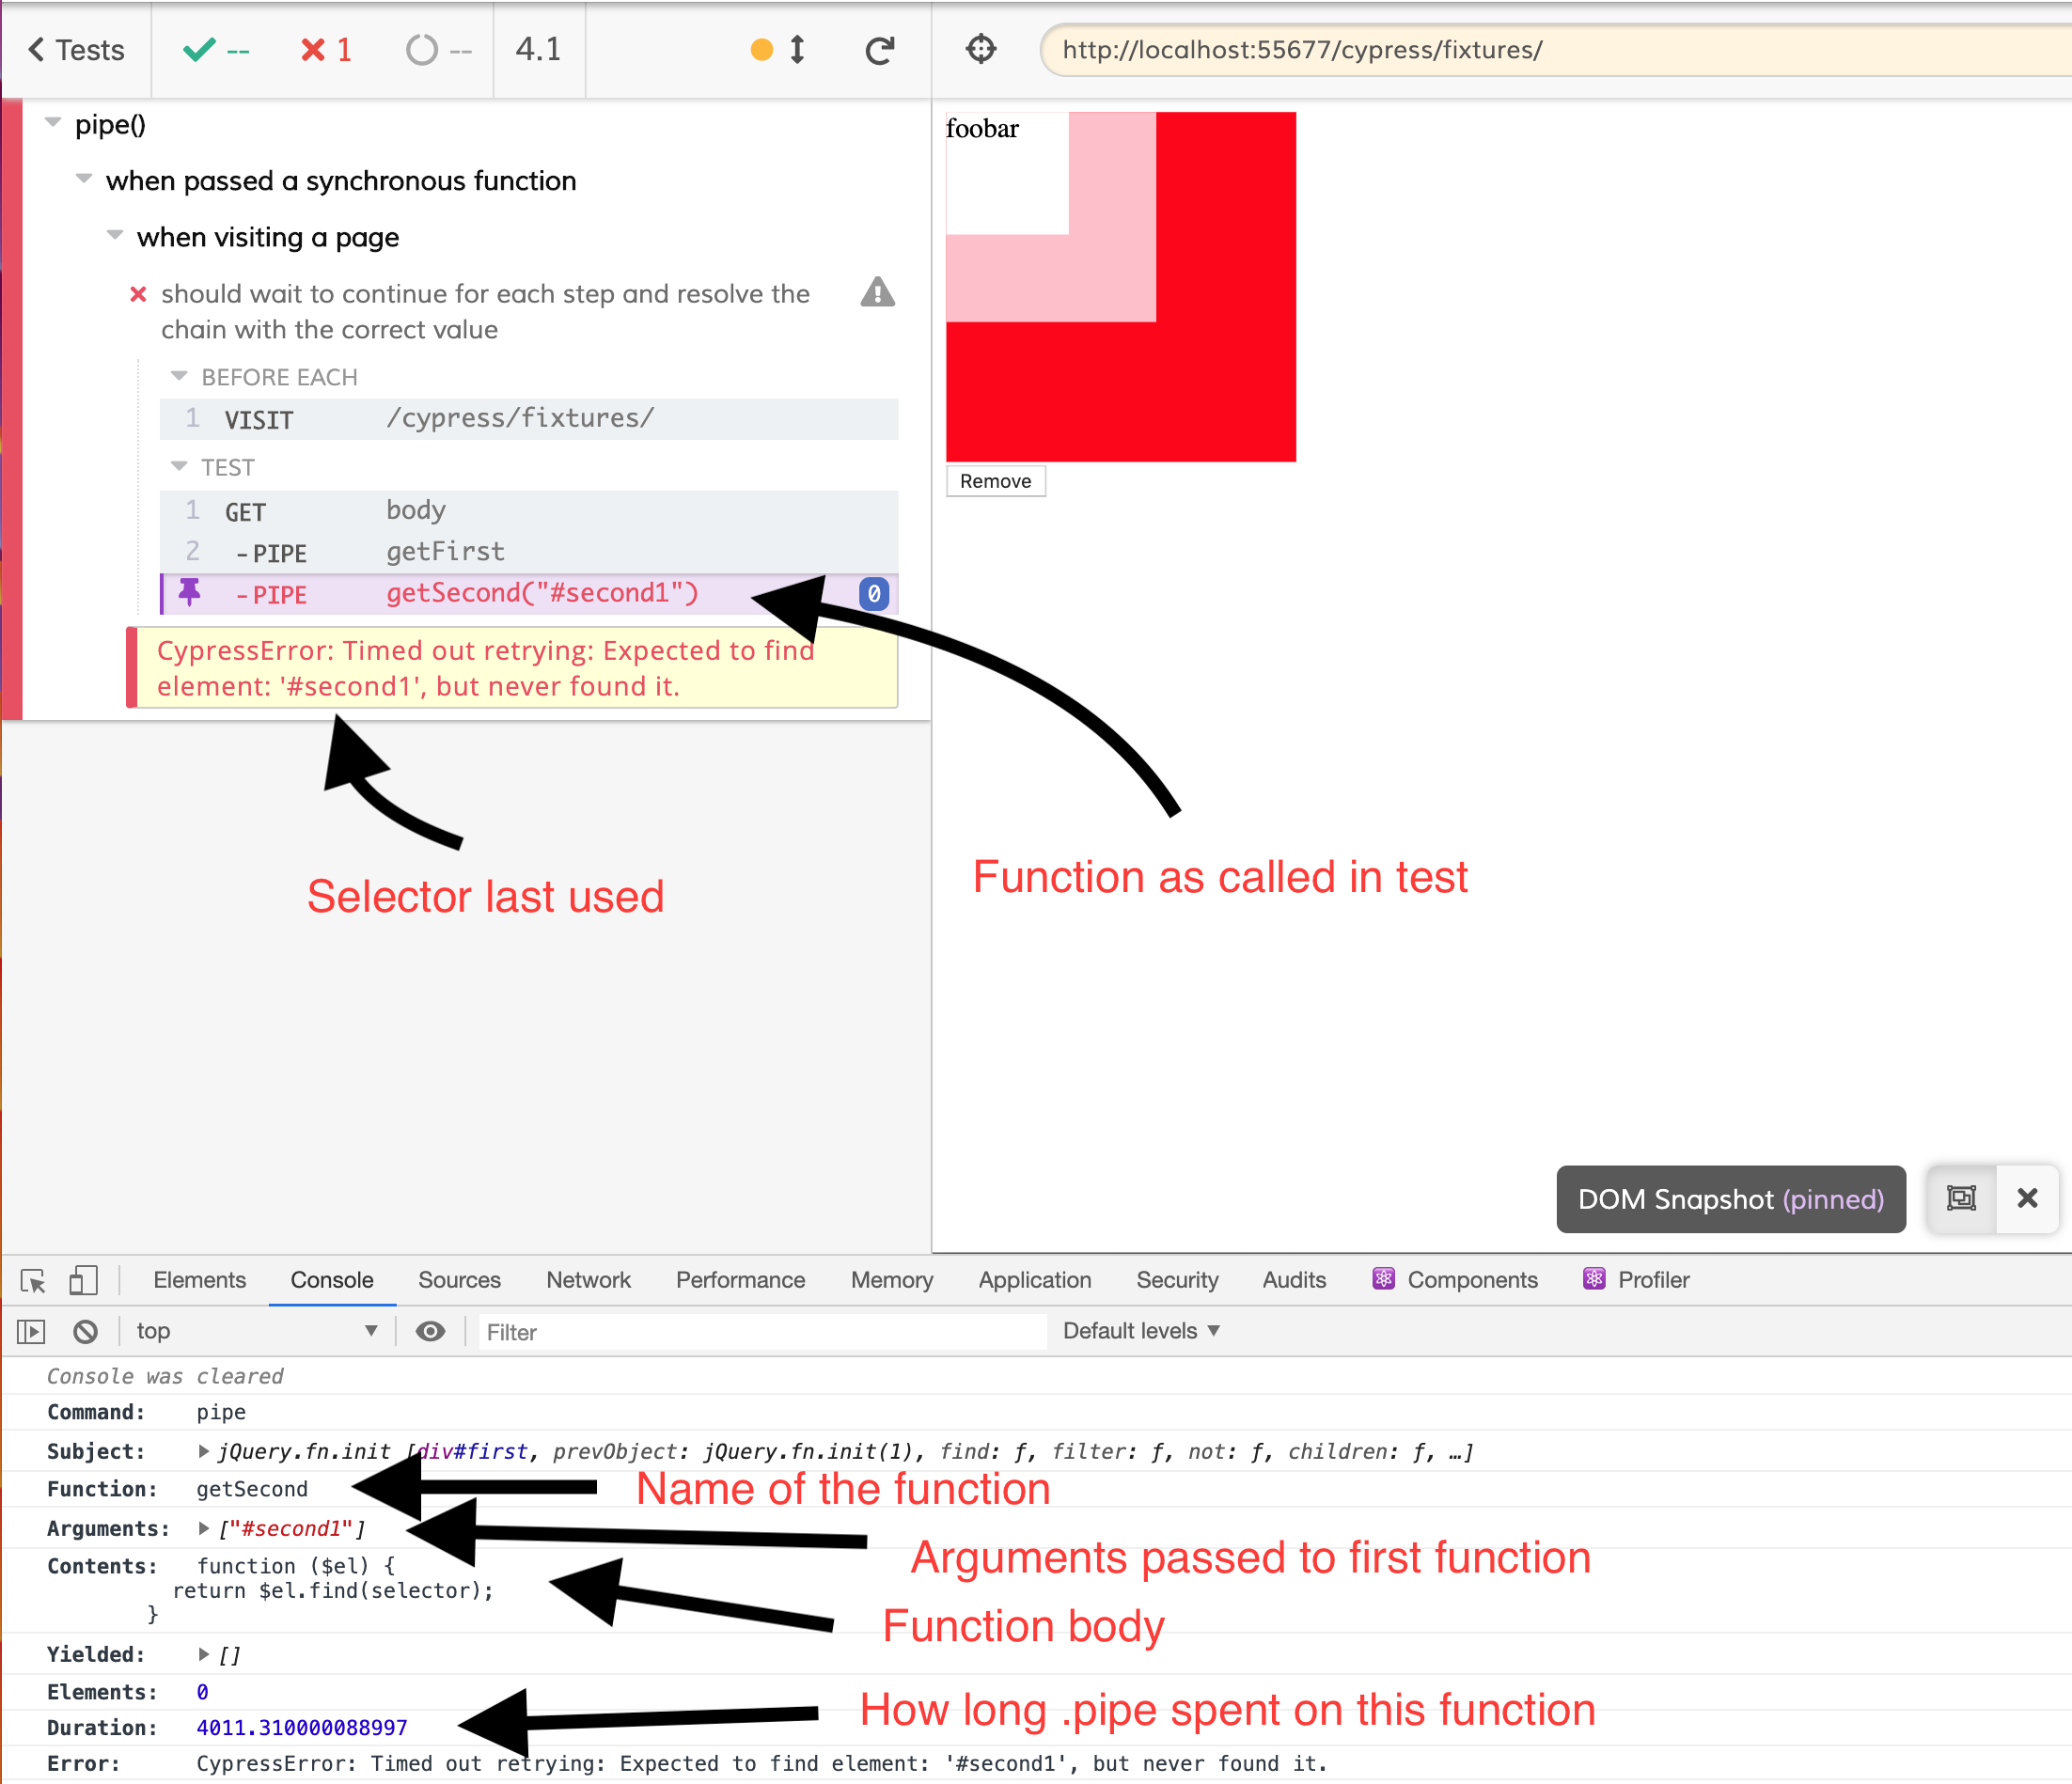 Tests
--
1
--
4.1
http://localhost:55677/cypress/fixtures/
pipe()
when passed a synchronous function
when visiting a page
should wait to continue for each step and resolve the
chain with the correct value
BEFORE EACH
1 VISIT /cypress/fixtures/
TEST
1 GET body
2 -PIPE getFirst
-PIPE getSecond("#second1") 0
CypressError: Timed out retrying: Expected to find
element: '#second1', but never found it.
Selector last used
foobar
Remove
Function as called in test
DOM Snapshot (pinned)
Elements Console Sources Network Performance Memory Application Security Audits Components Profiler
top Filter Default levels
Console was cleared
Command: pipe
Subject: jQuery.fn.init [div#first, prevObject: jQuery.fn.init(1), find: ƒ, filter: ƒ, not: ƒ, children: ƒ, …]
Function: getSecond
Name of the function
Arguments: ["#second1"]
Arguments passed to first function
Contents: function ($el) {
return $el.find(selector);
}
Function body
Yielded: []
Elements: 0
Duration: 4011.310000088997
How long .pipe spent on this function
Error: CypressError: Timed out retrying: Expected to find element: '#second1', but never found it.